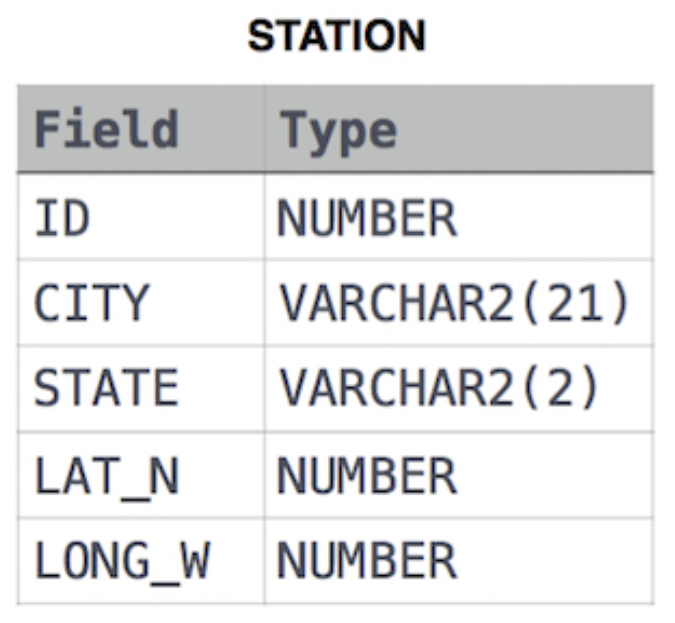 STATION
Field Type
ID NUMBER
CITY VARCHAR2(21)
STATE VARCHAR2(2)
LAT_N NUMBER
LONG_W NUMBER